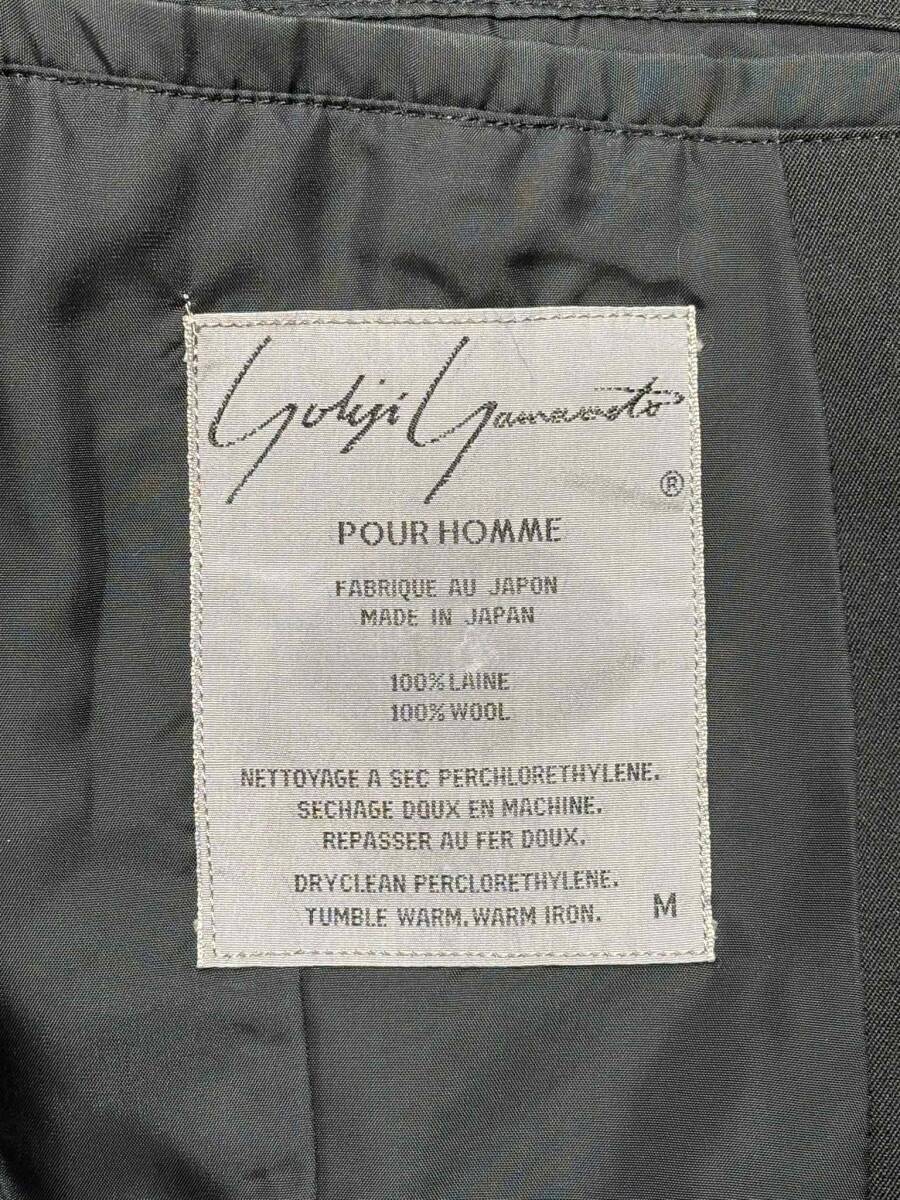 Yohji Yamamoto
®
POUR HOMME
FABRIQUE AU JAPON
MADE IN JAPAN
100% LAINE
100% WOOL
NETTOYAGE A SEC PERCHLORETHYLENE.
SECHAGE DOUX EN MACHINE.
REPASSER AU FER DOUX.
DRYCLEAN PERCLORETHYLENE.
TUMBLE WARM. WARM IRON. M